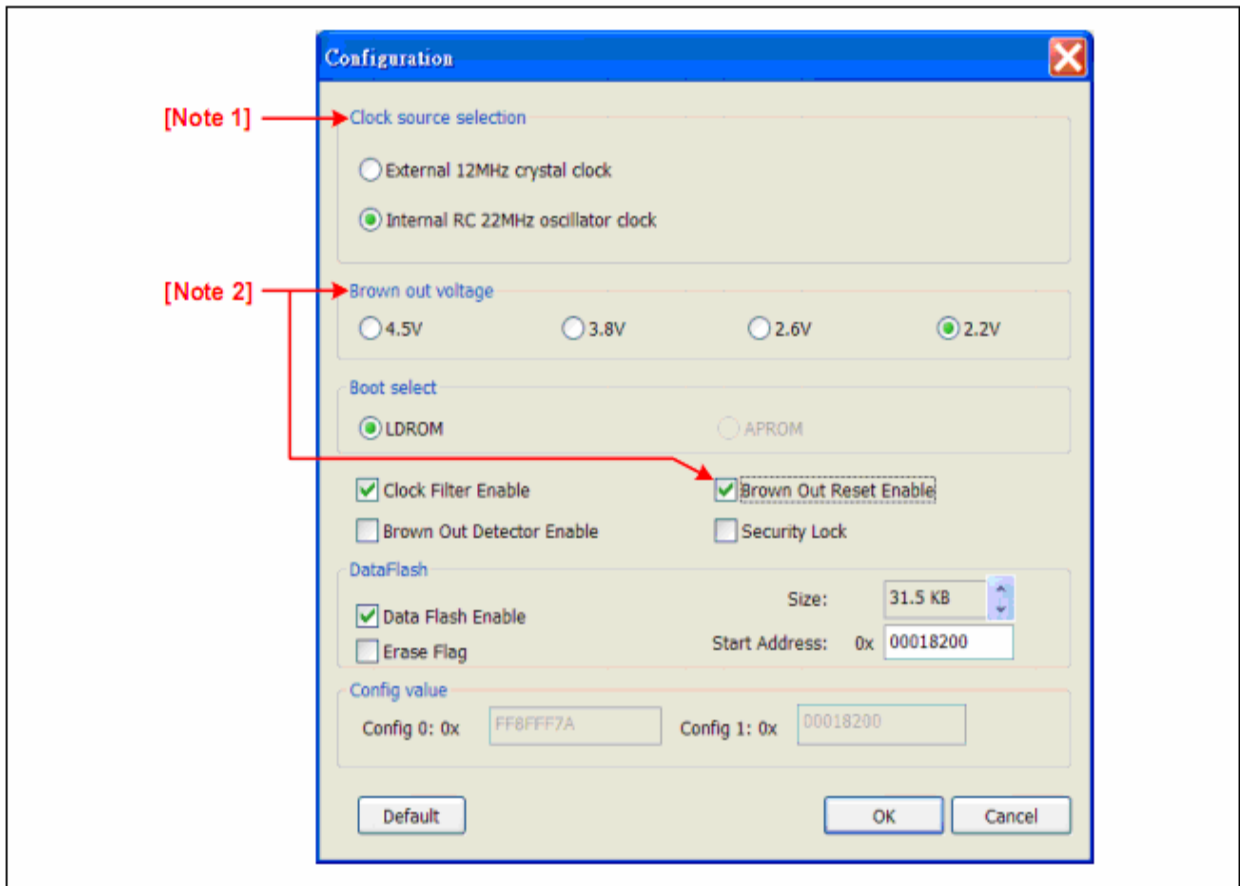 Configuration
[Note 1]
Clock source selection
External 12MHz crystal clock
Internal RC 22MHz oscillator clock
[Note 2]
Brown out voltage
4.5V 3.8V 2.6V 2.2V
Boot select
LDROM APROM
Clock Filter Enable Brown Out Reset Enable
Brown Out Detector Enable Security Lock
DataFlash
Size: 31.5 KB
Data Flash Enable
Start Address: 0x 00018200
Erase Flag
Config value
Config 0: 0x FF8FFF7A Config 1: 0x 00018200
Default OK Cancel